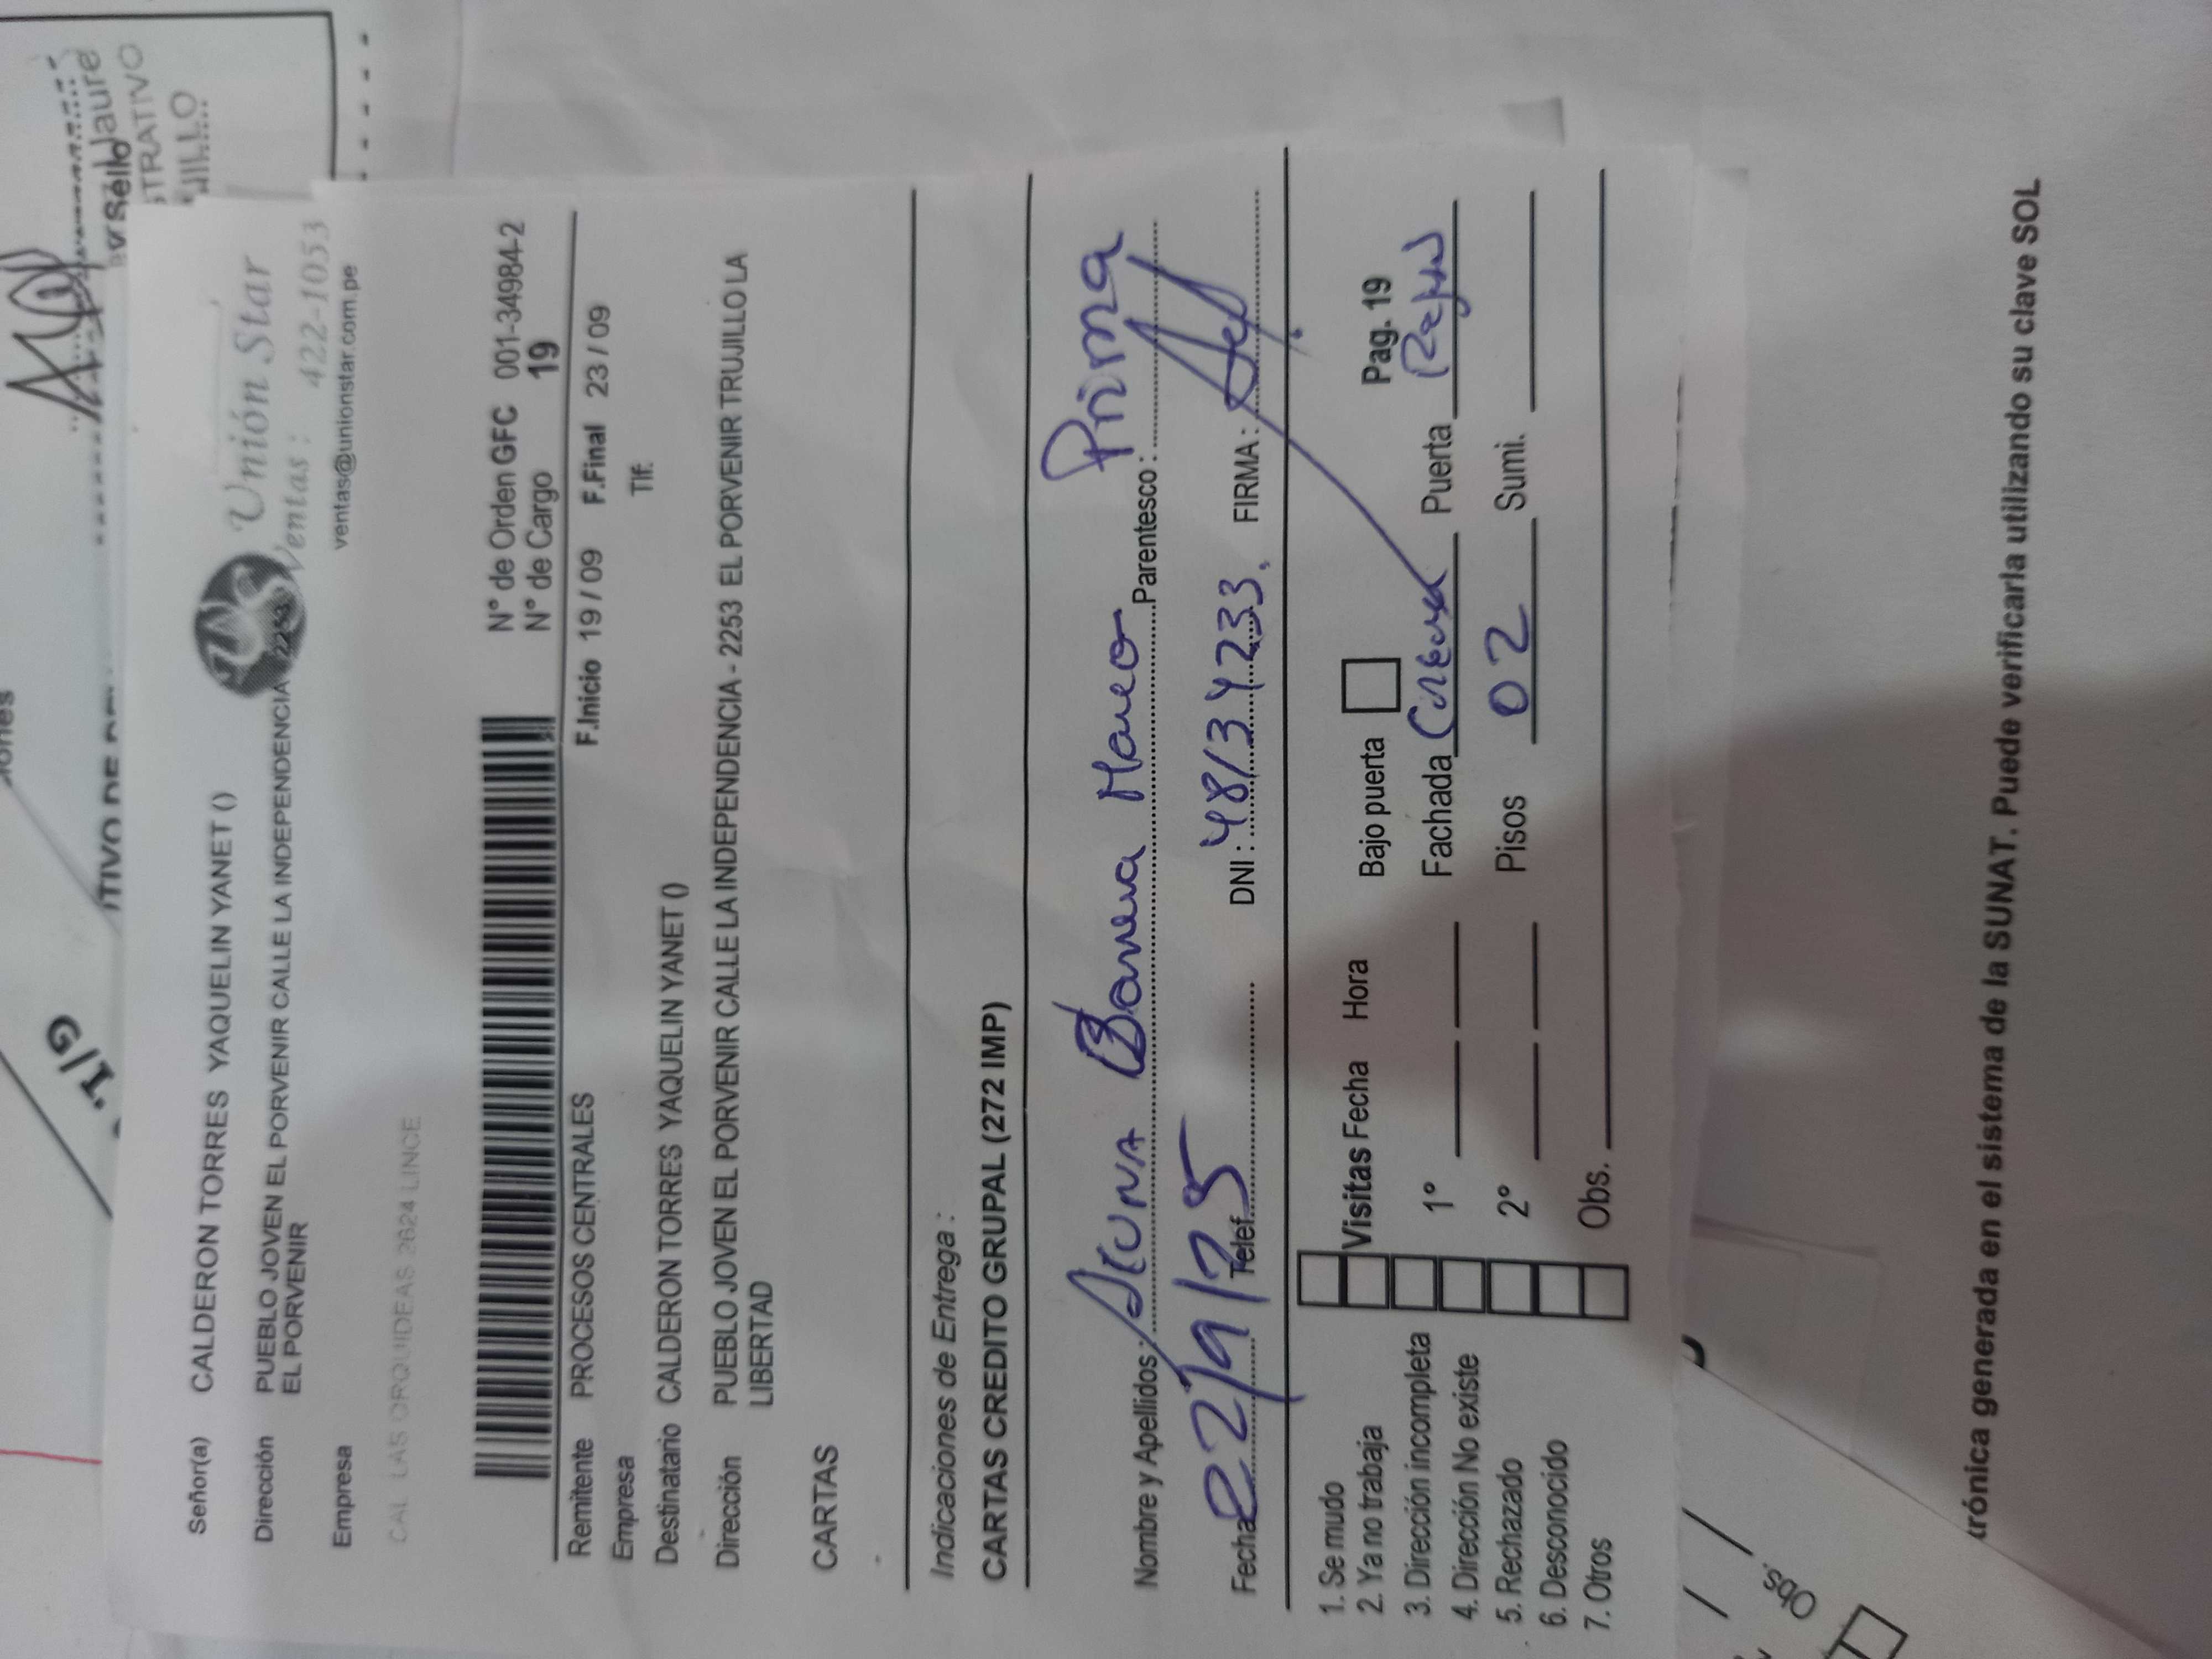 Señor(a) CALDERON TORRES YAQUELIN YANET ()
Dirección PUEBLO JOVEN EL PORVENIR CALLE LA INDEPENDENCIA - 2253
EL PORVENIR
Empresa
CAL LAS ORQUIDEAS 2624 LINCE
Unión Star
Ventas : 422-1053
ventas@unionstar.com.pe
N° de Orden GFC 001-349984-2
N° de Cargo 19
Remitente PROCESOS CENTRALES F.Inicio 19 / 09 F.Final 23 / 09
Empresa Tlf.
Destinatario CALDERON TORRES YAQUELIN YANET ()
Dirección PUEBLO JOVEN EL PORVENIR CALLE LA INDEPENDENCIA - 2253 EL PORVENIR TRUJILLO LA
LIBERTAD
CARTAS
Indicaciones de Entrega :
CARTAS CREDITO GRUPAL (272 IMP)
Nombre y Apellidos: Parentesco : Prima
Fecha 22/9/25 Telef. DNI : 48134233 FIRMA :
1. Se mudo
2. Ya no trabaja
3. Dirección incompleta
4. Dirección No existe
5. Rechazado
6. Desconocido
7. Otros
Visitas Fecha Hora Bajo puerta Pag. 19
1° Fachada Puerta
2° Pisos 02 Sumi.
Obs.
trónica generada en el sistema de la SUNAT. Puede verificarla utilizando su clave SOL
Obs.